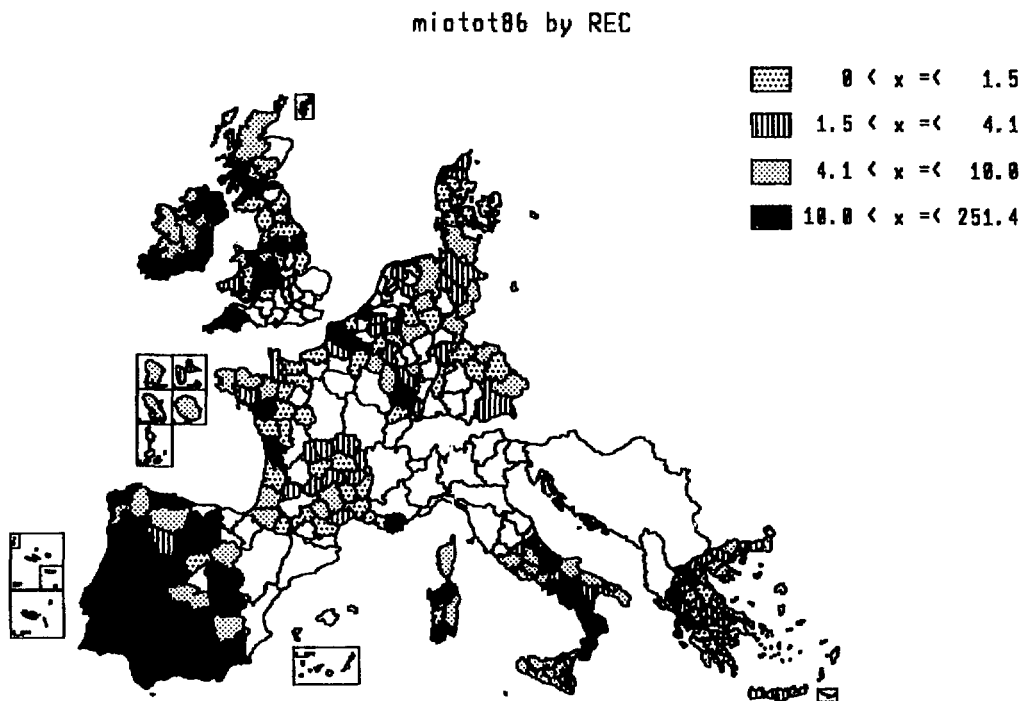 miotot86 by REC
0 < x =< 1.5
1.5 < x =< 4.1
4.1 < x =< 10.0
10.0 < x =< 251.4